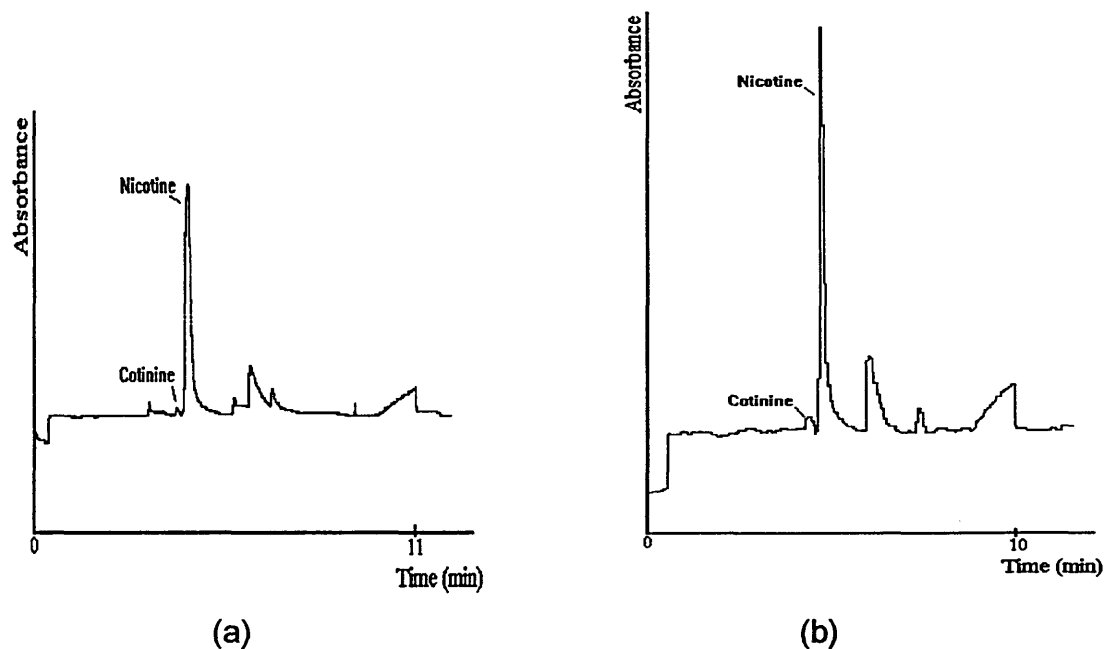 Absorbance
Nicotine
Cotinine
0
11
Time (min)
(a)
Absorbance
Nicotine
Cotinine
0
10
Time (min)
(b)